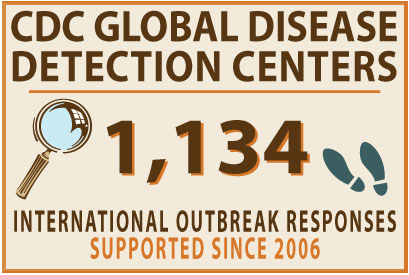 CDC GLOBAL DISEASE
DETECTION CENTERS
1,134
INTERNATIONAL OUTBREAK RESPONSES
SUPPORTED SINCE 2006